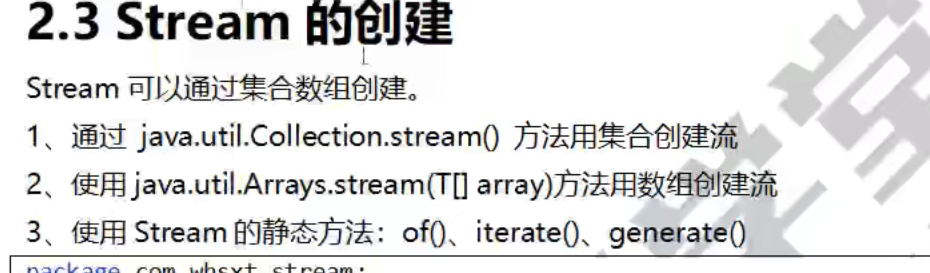 2.3 Stream 的创建
Stream 可以通过集合数组创建。
1、通过 java.util.Collection.stream() 方法用集合创建流
2、使用 java.util.Arrays.stream(T[] array)方法用数组创建流
3、使用 Stream 的静态方法：of()、iterate()、generate()
package com.whsxt.stream;
学堂